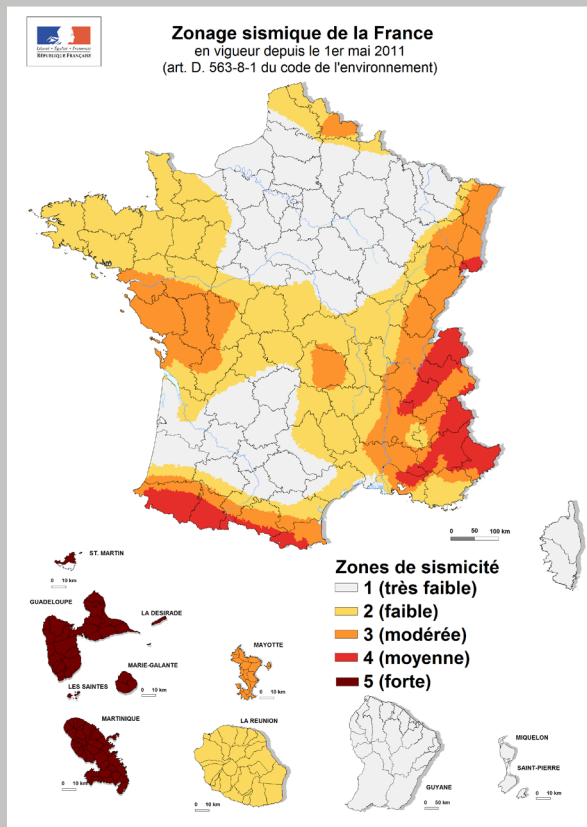 Zonage sismique de la France
en vigueur depuis le 1er mai 2011
(art. D. 563-8-1 du code de l'environnement)
Liberté • Égalité • Fraternité
RÉPUBLIQUE FRANÇAISE
0 50 100 km
ST. MARTIN
0 10 km
GUADELOUPE
LA DESIRADE
MARIE-GALANTE
0 10 km
LES SAINTES
MAYOTTE
0 10 km
Zones de sismicité
1 (très faible)
2 (faible)
3 (modérée)
4 (moyenne)
5 (forte)
MARTINIQUE
0 10 km
LA REUNION
0 10 km
GUYANE
0 50 km
MIQUELON
SAINT-PIERRE
0 10 km